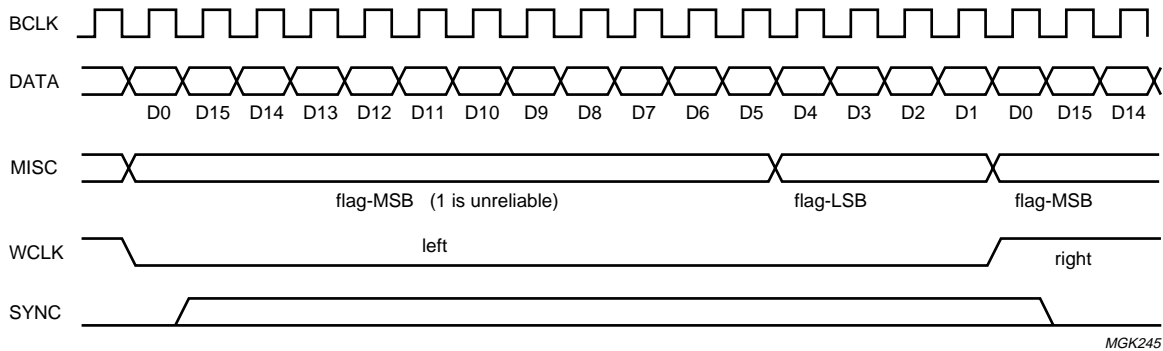 BCLK
DATA
D0 D15 D14 D13 D12 D11 D10 D9 D8 D7 D6 D5 D4 D3 D2 D1 D0 D15 D14
MISC
flag-MSB (1 is unreliable) flag-LSB flag-MSB
WCLK left right
SYNC
MGK245